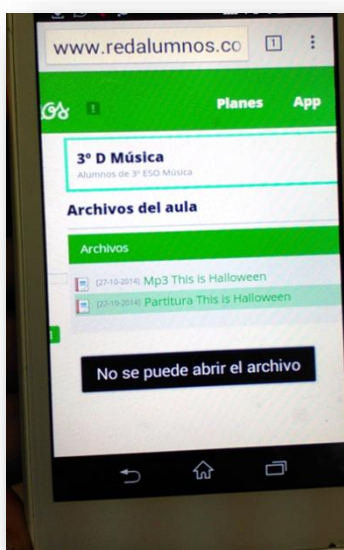 www.redalumnos.co
1
Planes App
3º D Música
Alumnos de 3º ESO Música
Archivos del aula
Archivos
[27-10-2014] Mp3 This is Halloween
[27-10-2014] Partitura This is Halloween
No se puede abrir el archivo